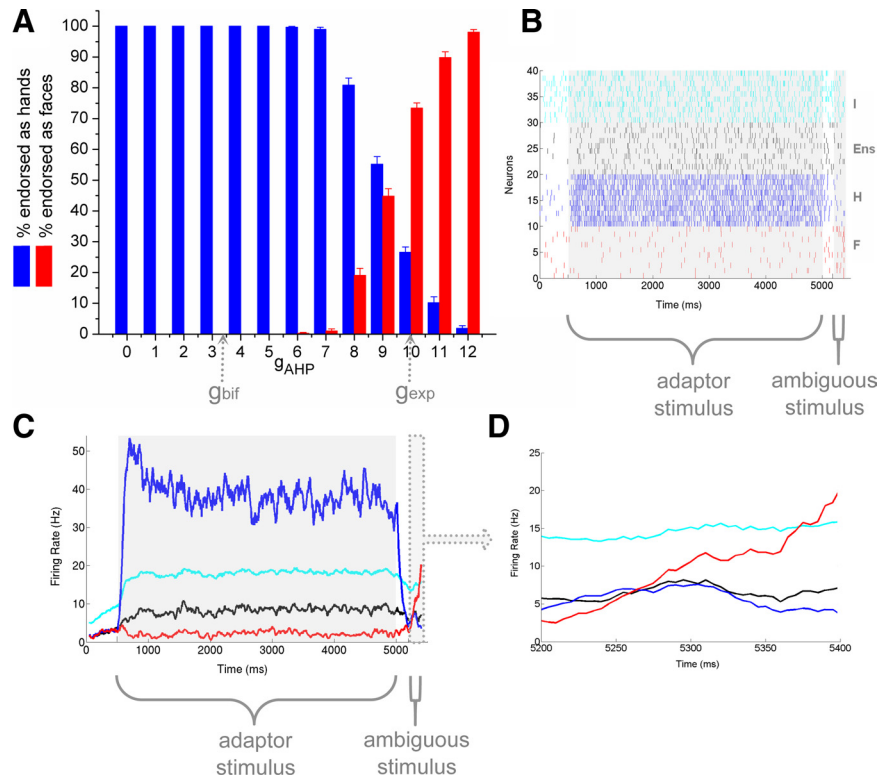 A
% endorsed as hands
% endorsed as faces
100
90
80
70
60
50
40
30
20
10
0
0 1 2 3 4 5 6 7 8 9 10 11 12
gAHP
gbif
gexp
B
Neurons
40
35
30
25
20
15
10
5
0
I
Ens
H
F
0 1000 2000 3000 4000 5000
Time (ms)
adaptor
stimulus
ambiguous
stimulus
C
Firing Rate (Hz)
50
40
30
20
10
0
0 1000 2000 3000 4000 5000
Time (ms)
adaptor
stimulus
ambiguous
stimulus
D
Firing Rate (Hz)
25
20
15
10
5
0
5200 5250 5300 5350 5400
Time (ms)